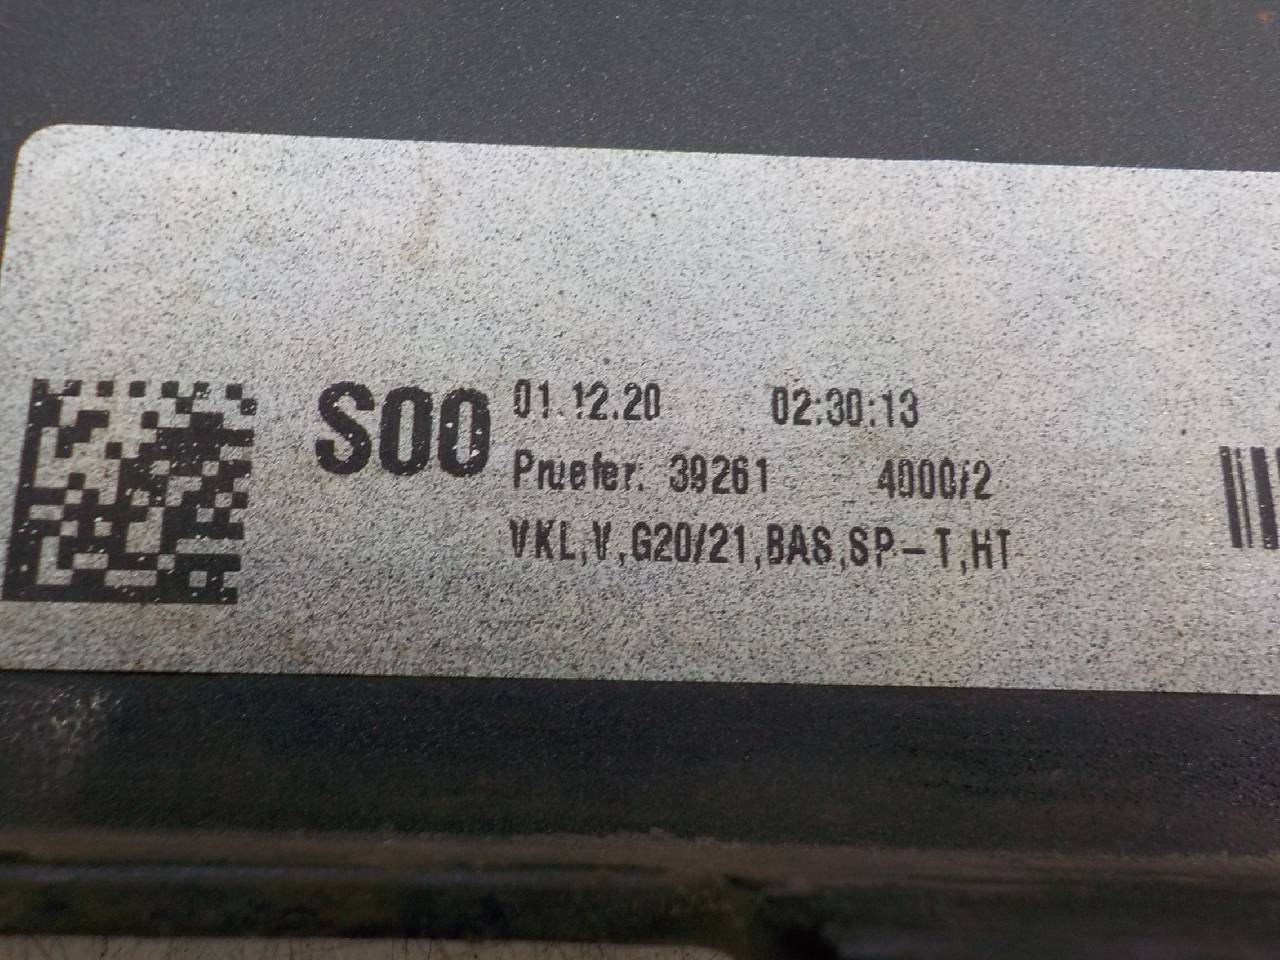 S00 01.12.20 02:30:13
Pruefer: 39261 4000/2
VKL,V,G20/21,BAS,SP-T,HT